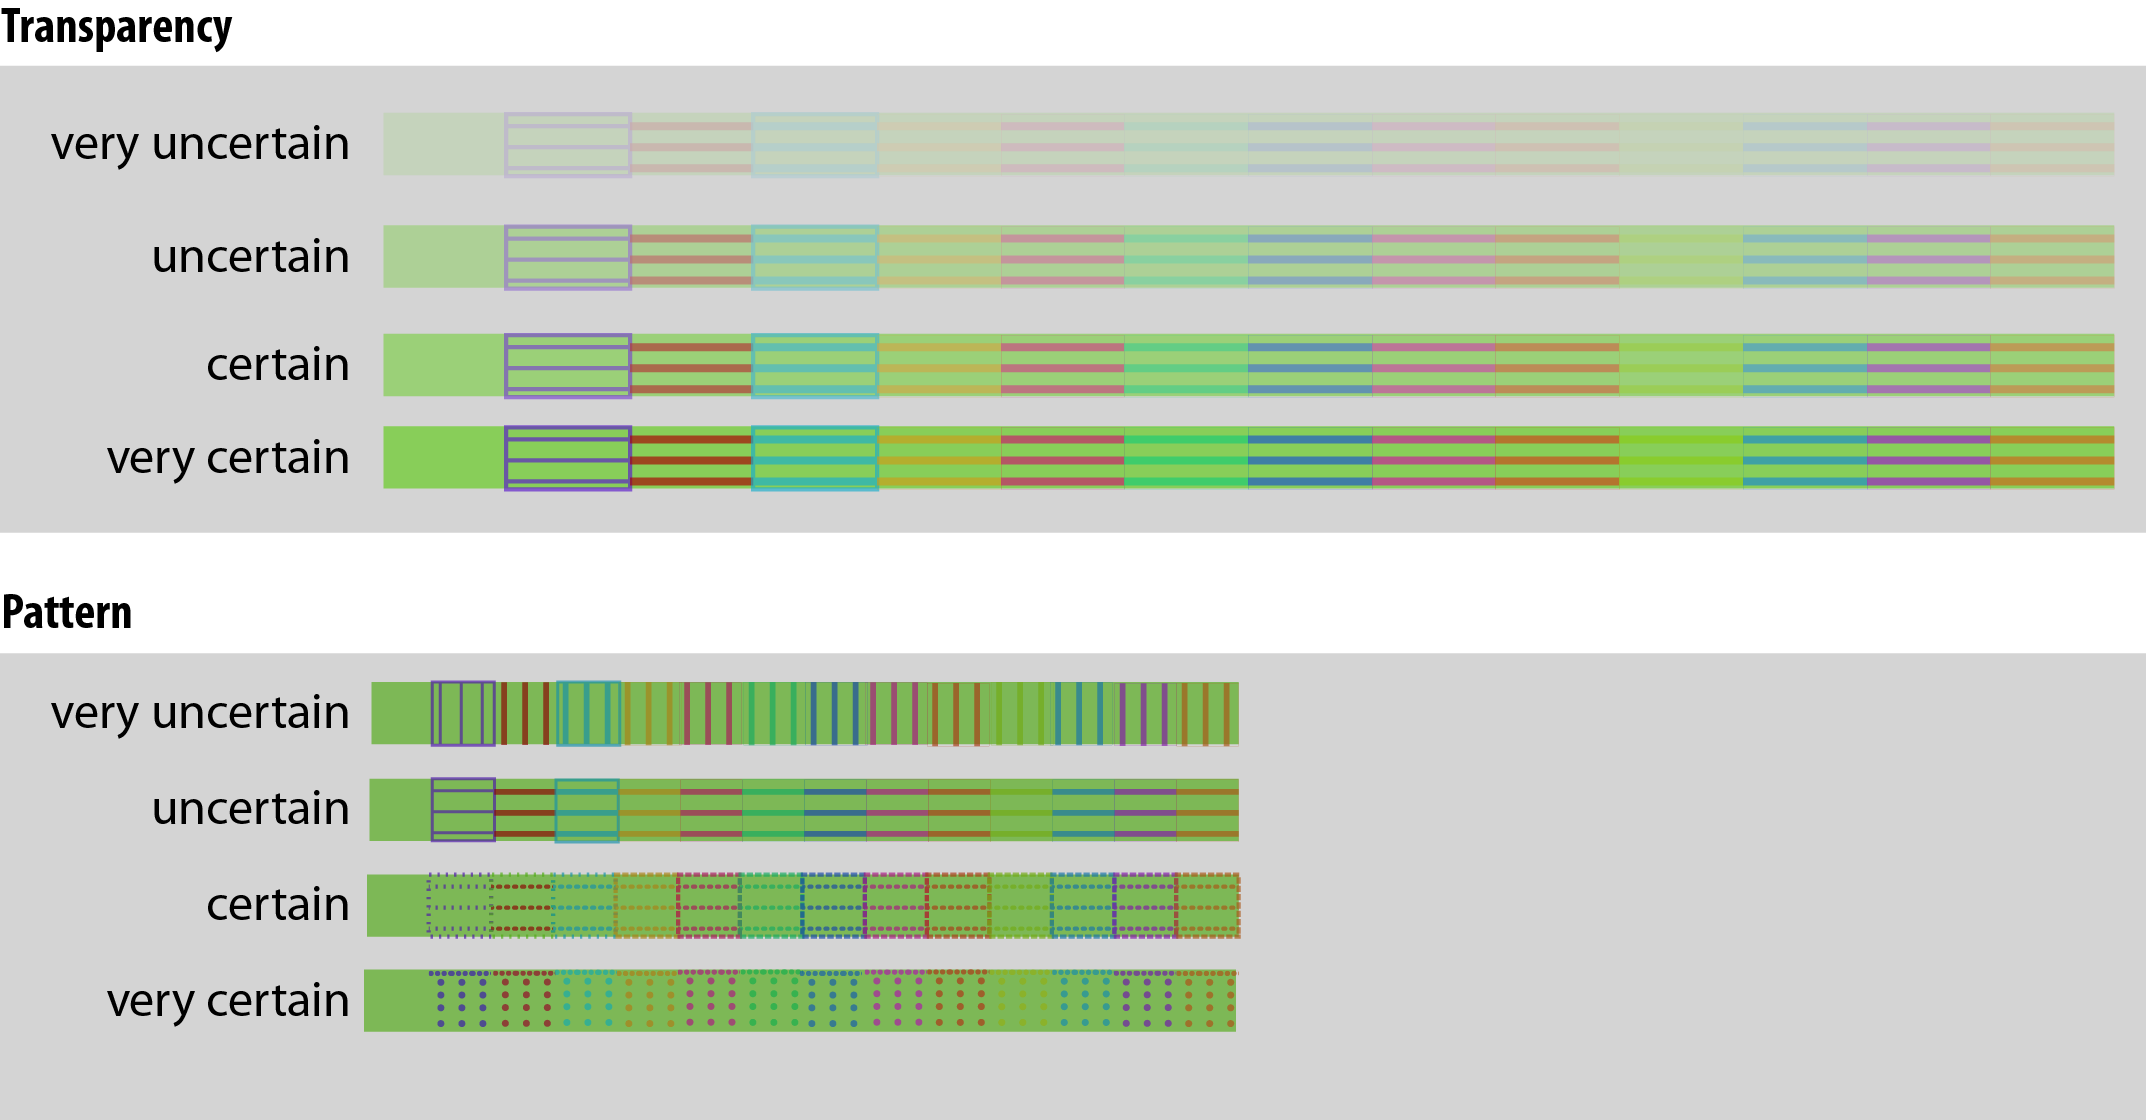 Transparency
very uncertain
uncertain
certain
very certain
Pattern
very uncertain
uncertain
certain
very certain